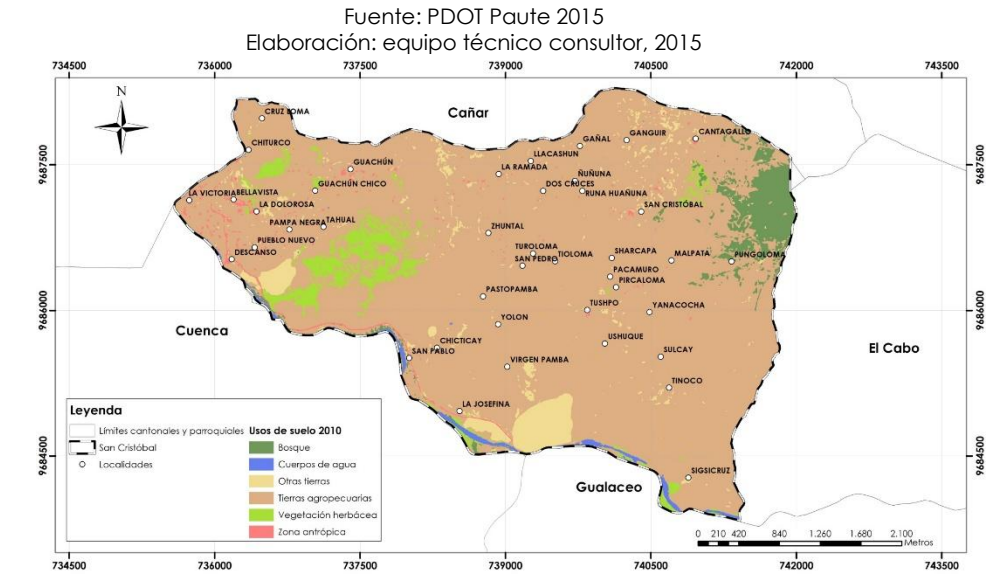 Fuente: PDOT Paute 2015
Elaboración: equipo técnico consultor, 2015
734500 736000 737500 739000 740500 742000 743500
N
Cañar
CRUZ LOMA
CANTAGALLO
GANGUIR
GAÑAL
CHITURCO
LLACASHUN
9687500 9687500
GUACHÚN
LA RAMADA
ÑUÑUNA
GUACHÚN CHICO
DOS CRUCES
RUNA HUAÑUNA
LA VICTORIA BELLAVISTA
LA DOLOROSA
SAN CRISTÓBAL
PAMPA NEGRA TAHUAL
ZHUNTAL
PUEBLO NUEVO
TUROLOMA
DESCANSO
SAN PEDRO TIOLOMA
SHARCAPA
MALPATA
PUNGOLOMA
PACAMURO
PIRCALOMA
PASTOPAMBA
9686000 9686000
TUSHPO
YANACOCHA
Cuenca
YOLON
CHICTICAY
USHUQUE
El Cabo
SAN PABLO
SULCAY
VIRGEN PAMBA
TINOCO
LA JOSEFINA
9684500 9684500
SIGSICRUZ
Gualaceo
Leyenda
Límites cantonales y parroquiales
San Cristóbal
Localidades
Usos de suelo 2010
Bosque
Cuerpos de agua
Otras tierras
Tierras agropecuarias
Vegetación herbácea
Zona antrópica
0 210 420 840 1.260 1.680 2.100
Metros
734500 736000 737500 739000 740500 742000 743500